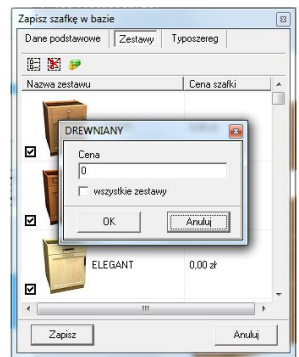 Zapisz szafkę w bazie
Dane podstawowe Zestawy Typoszereg
Nazwa zestawu Cena szafki
DREWNIANY
Cena
0
wszystkie zestawy
OK Anuluj
ELEGANT 0,00 zł
Zapisz Anuluj